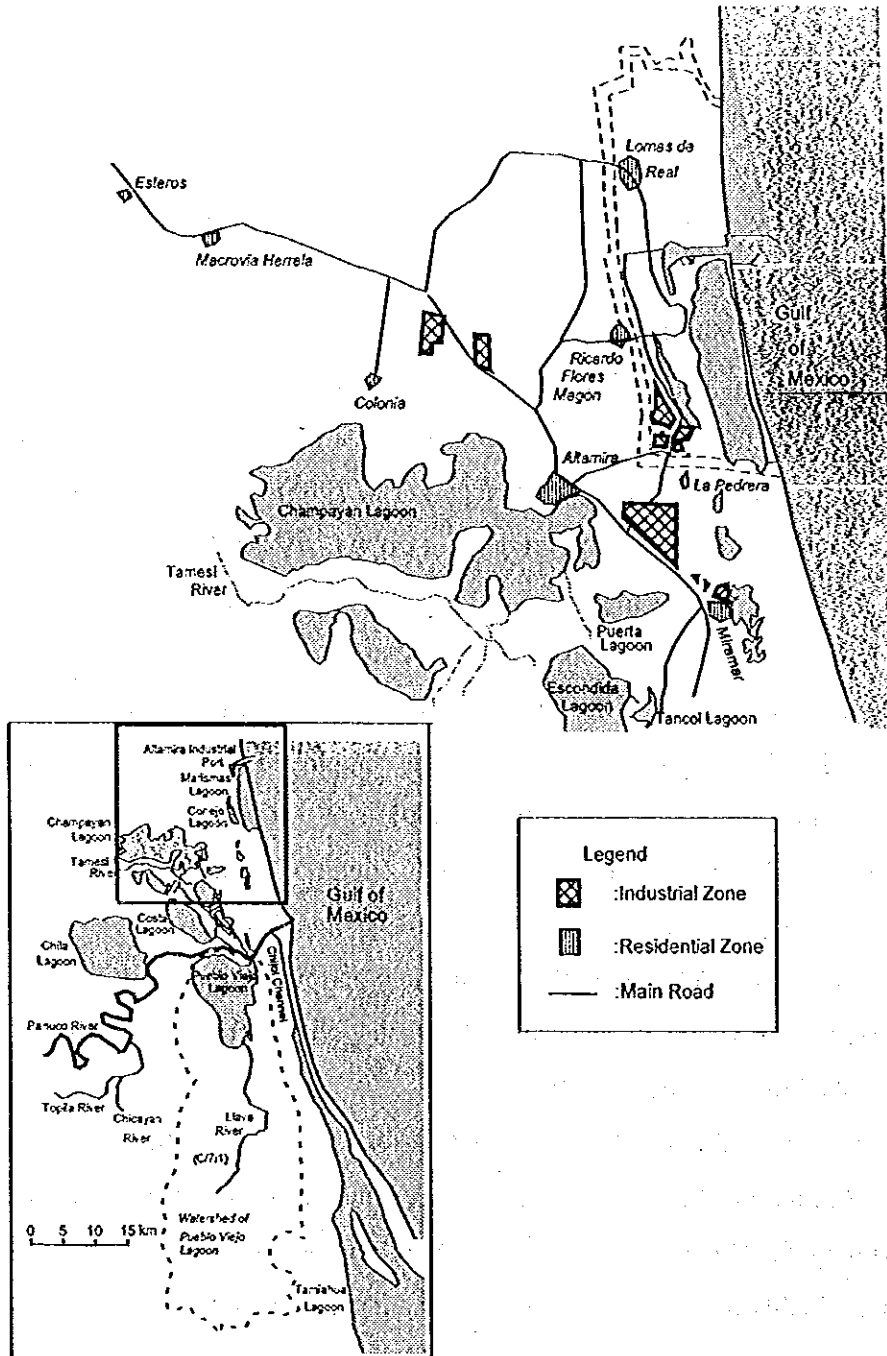 Lomas da
Real
Esteros
Macrovia Herrela
Gulf
of
Mexico
Ricardo
Flores
Magon
Colonia
Altamira
La Pedrera
Champayan Lagoon
Tamesi
River
Puerta
Lagoon
Miramar
Escondida
Lagoon
Tancol Lagoon
Altamira Industrial
Port
Marismas
Lagoon
Conejo
Lagoon
Champayan
Lagoon
Tamesi
River
Gulf of
Mexico
Costa
Lagoon
Chila
Lagoon
Pueblo Viejo
Lagoon
Chijol Channel
Panuco River
Topila River
Chicayan
River
Llave
River
(C/7/1)
Watershed of
Pueblo Viejo
Lagoon
0 5 10 15 km
Tamiahua
Lagoon
Legend
:Industrial Zone
:Residential Zone
:Main Road